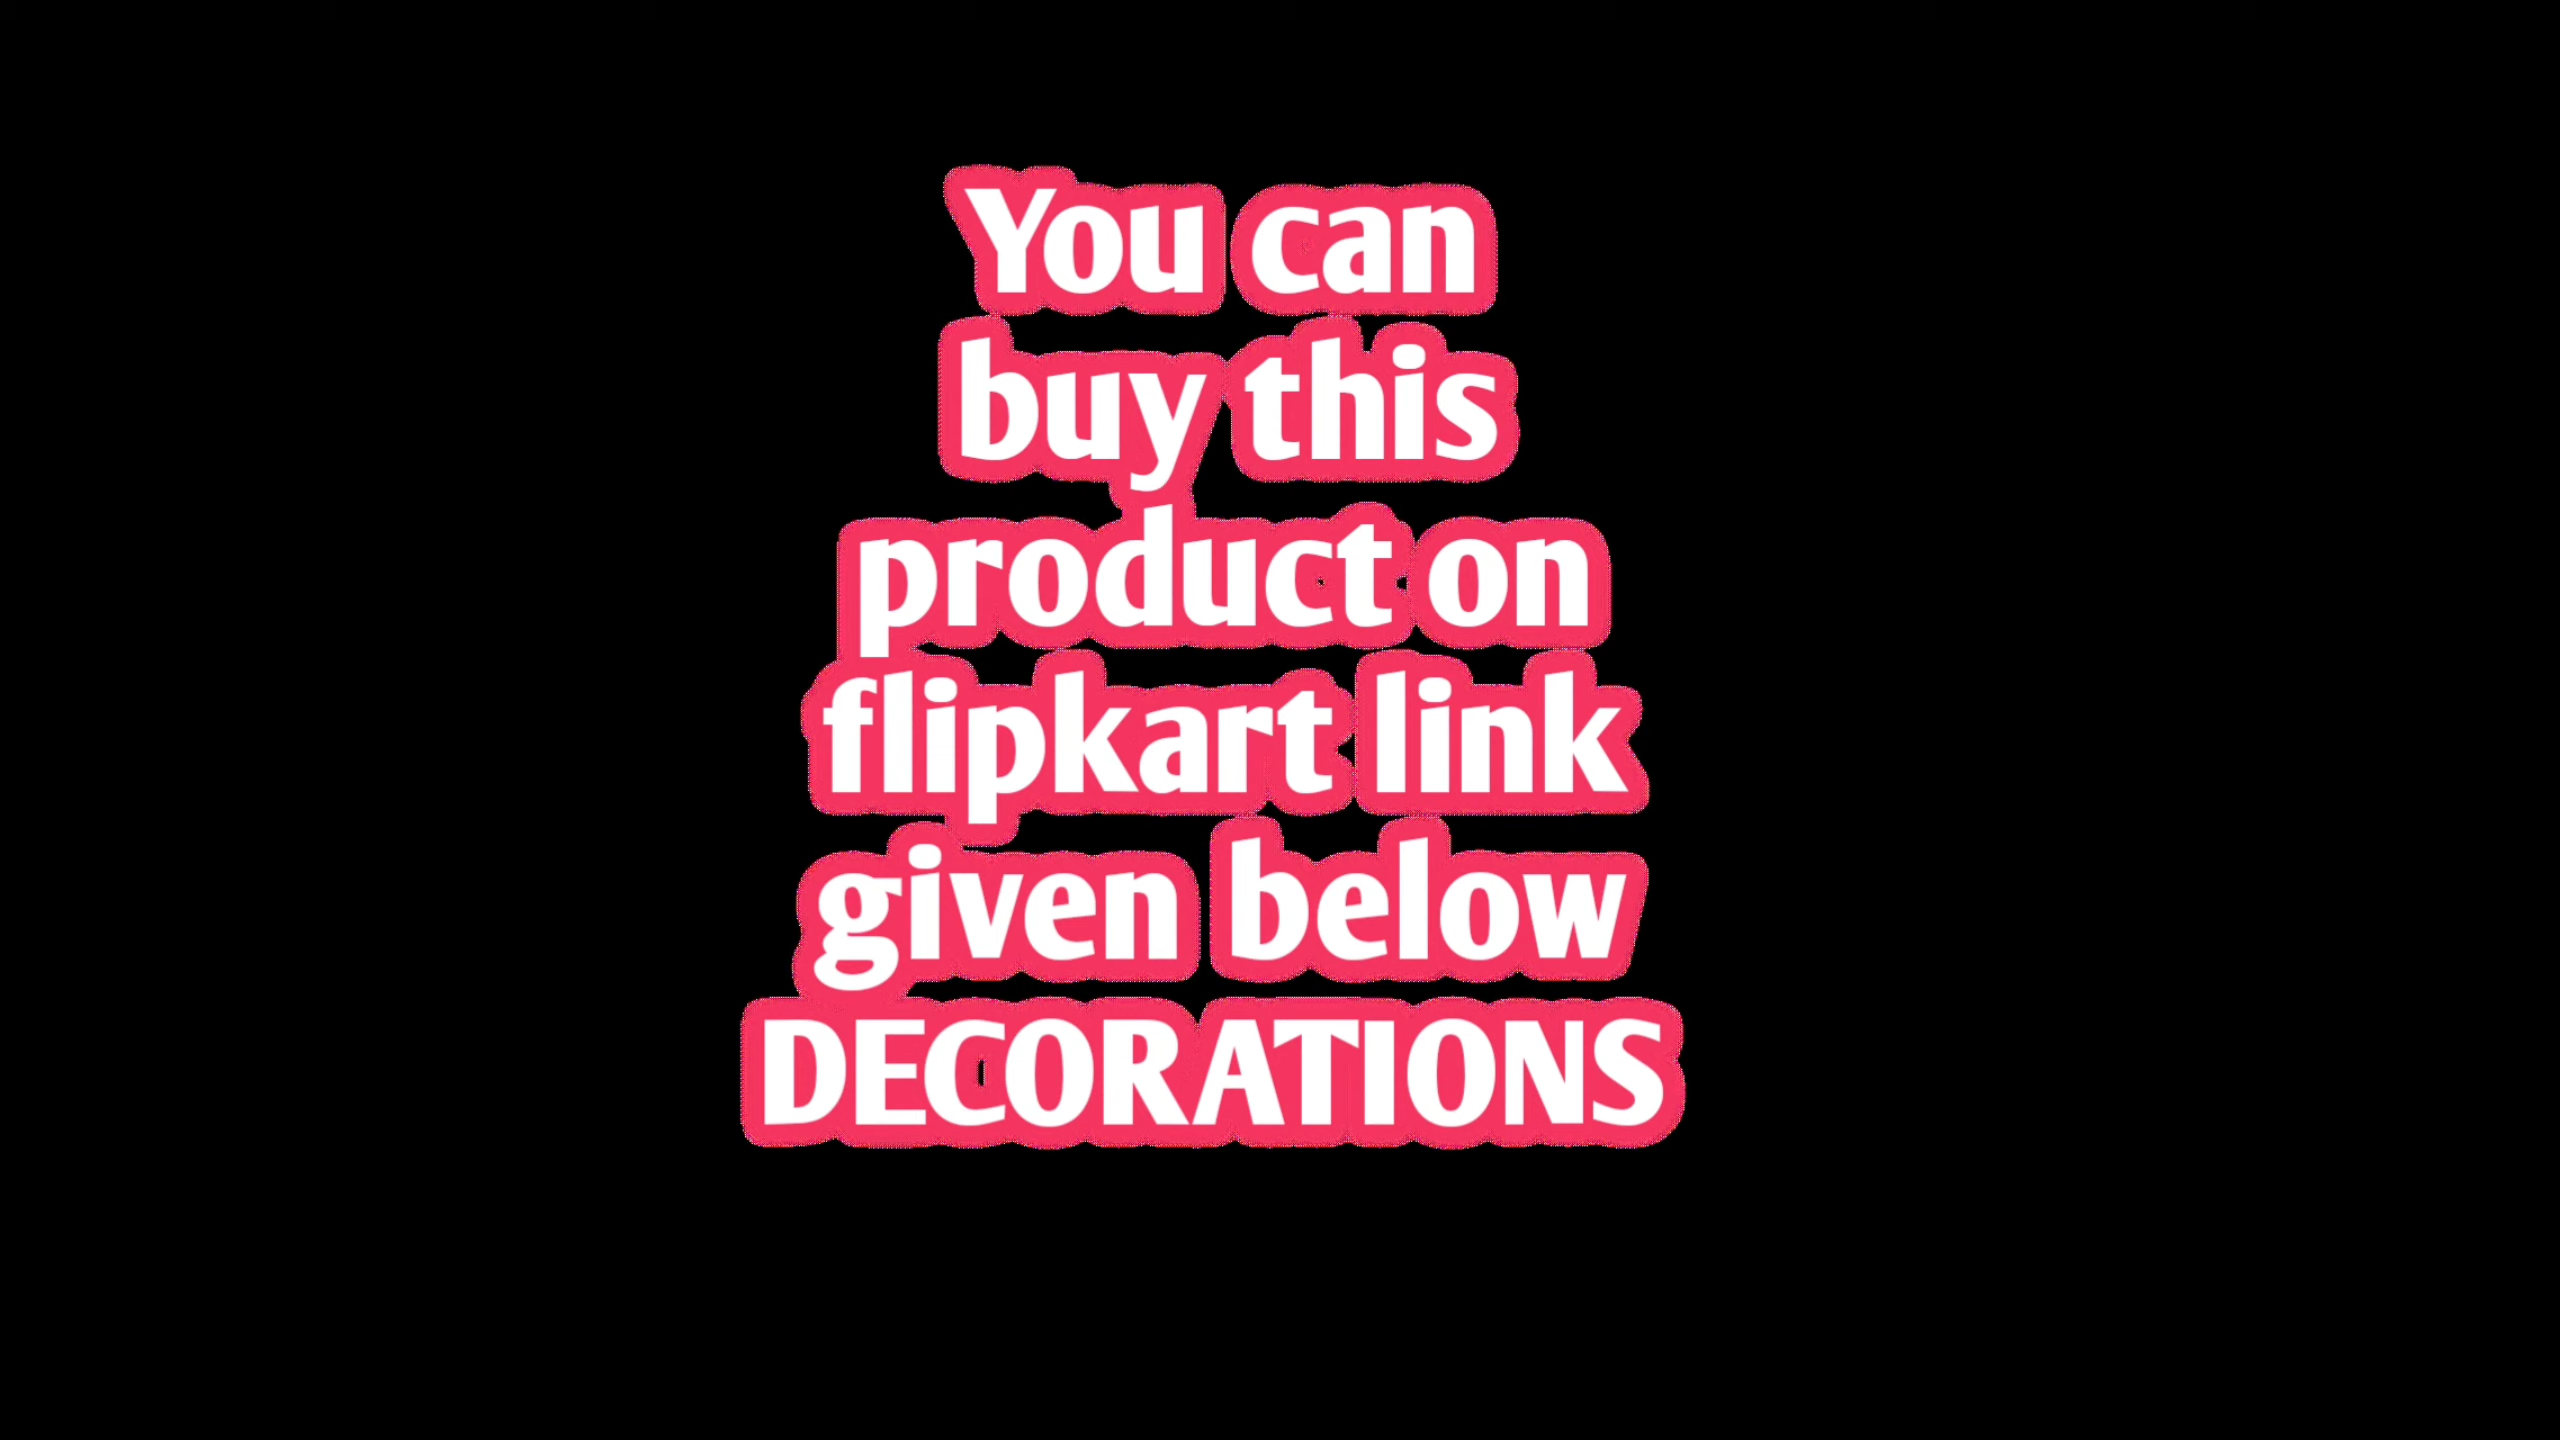 You can
buy this
product on
flipkart link
given below
DECORATIONS